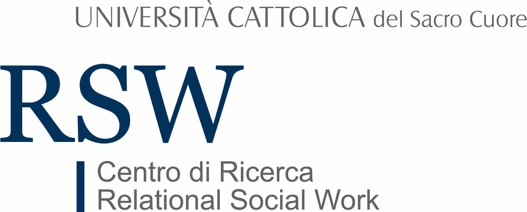 UNIVERSITÀ CATTOLICA del Sacro Cuore
RSW
Centro di Ricerca
Relational Social Work